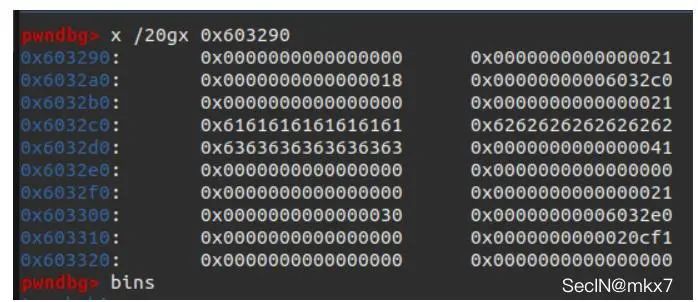 pwndbg> x /20gx 0x603290
0x603290: 0x0000000000000000 0x0000000000000021
0x6032a0: 0x0000000000000018 0x00000000006032c0
0x6032b0: 0x0000000000000000 0x0000000000000021
0x6032c0: 0x6161616161616161 0x6262626262626262
0x6032d0: 0x6363636363636363 0x0000000000000041
0x6032e0: 0x0000000000000000 0x0000000000000000
0x6032f0: 0x0000000000000000 0x0000000000000021
0x603300: 0x0000000000000030 0x00000000006032e0
0x603310: 0x0000000000000000 0x0000000000020cf1
0x603320: 0x0000000000000000 0x0000000000000000
pwndbg> bins
SecIN@mkx7